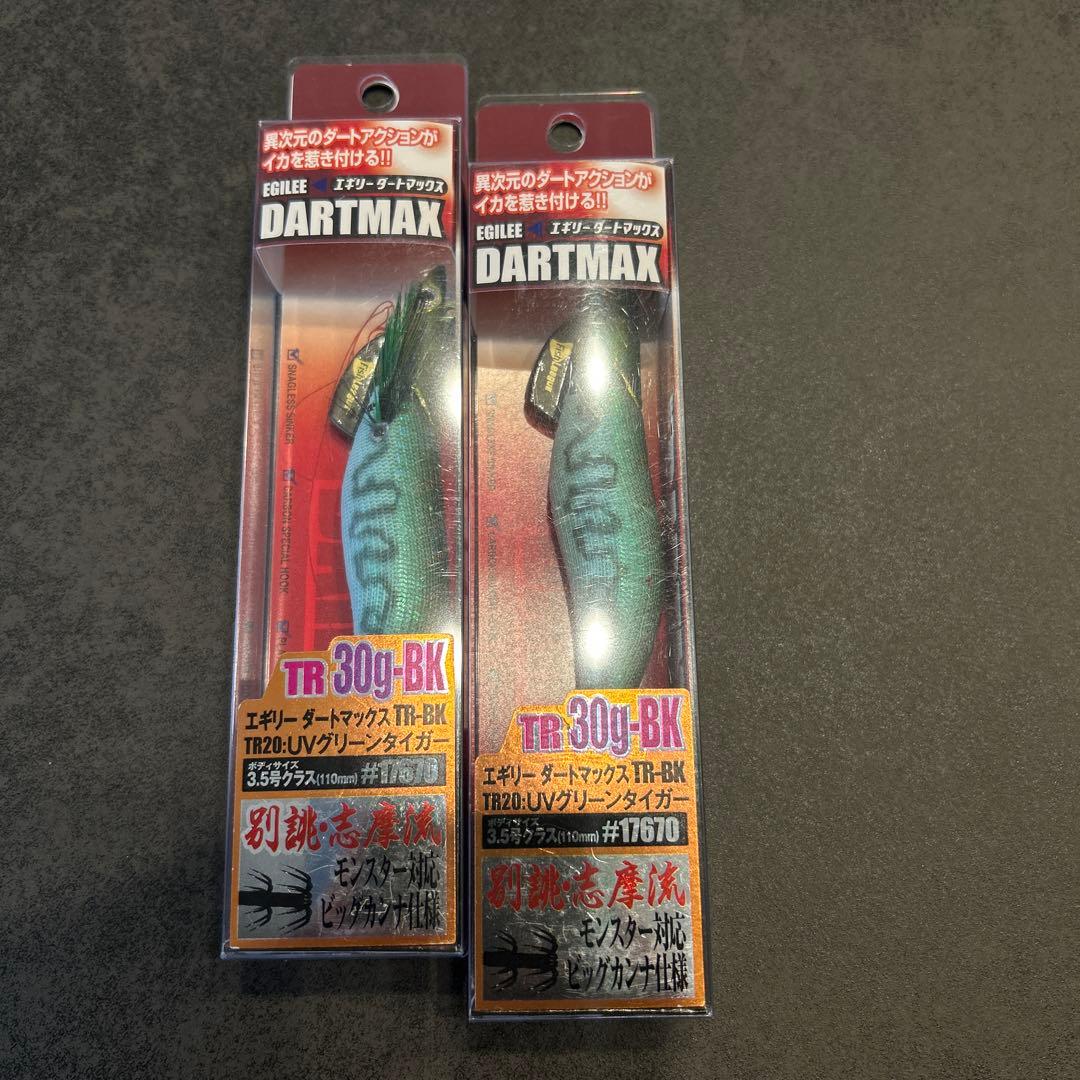 異次元のダートアクションが
イカを惹き付ける!!
EGILEE エギリーダートマックス
DARTMAX
FishLeague
SNAGLESS SINKER
CARBON SPECIAL HOOK
TR 30g-BK
エギリー ダートマックス TR-BK
TR20:UVグリーンタイガー
ボディサイズ
3.5号クラス(110mm) #17670
別誂・志摩流
モンスター対応
ビッグカンナ仕様
異次元のダートアクションが
イカを惹き付ける!!
EGILEE エギリーダートマックス
DARTMAX
FishLeague
TR 30g-BK
エギリー ダートマックス TR-BK
TR20:UVグリーンタイガー
ボディサイズ
3.5号クラス(110mm) #17670
別誂・志摩流
モンスター対応
ビッグカンナ仕様